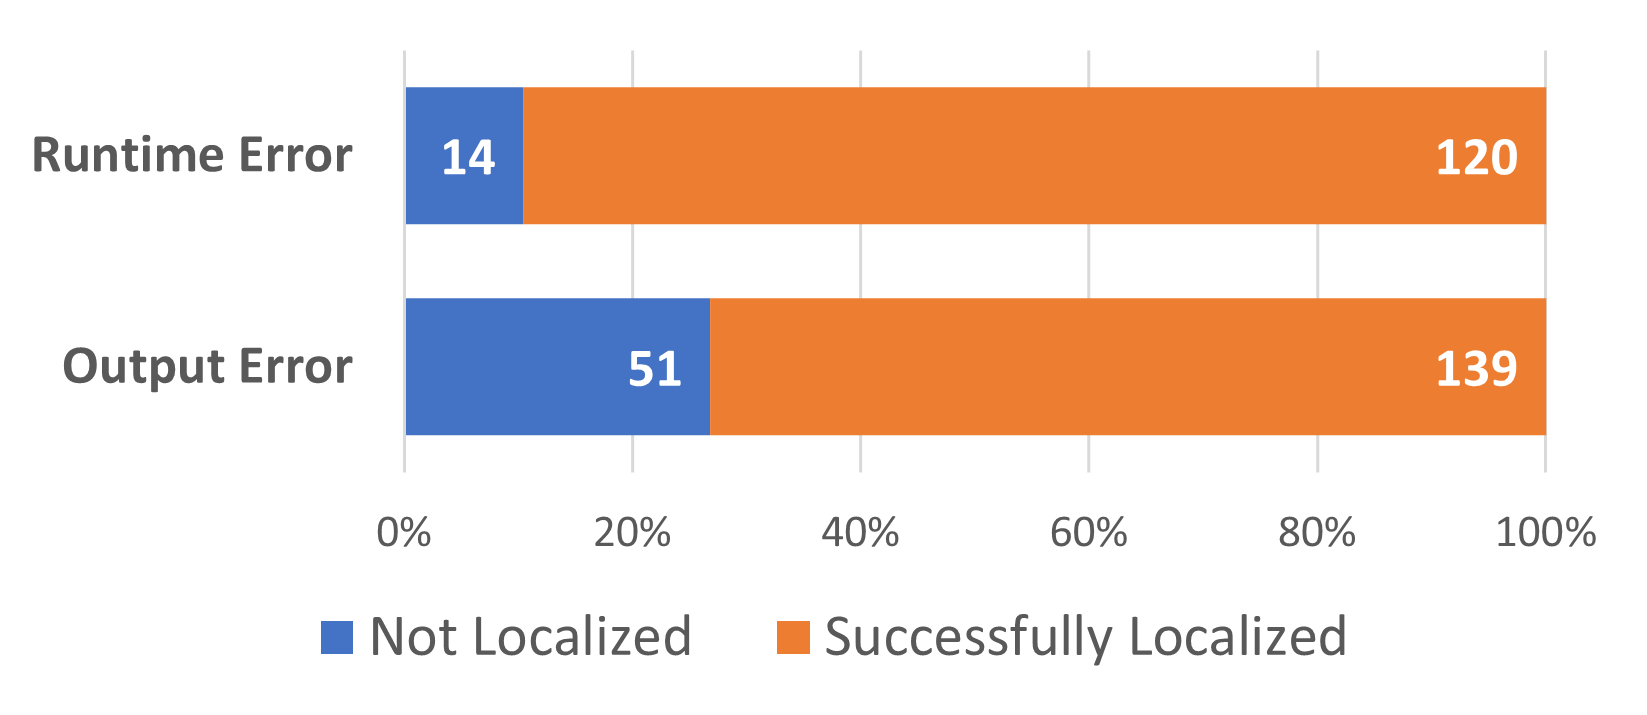 Runtime Error
14
120
Output Error
51
139
0% 20% 40% 60% 80% 100%
Not Localized Successfully Localized